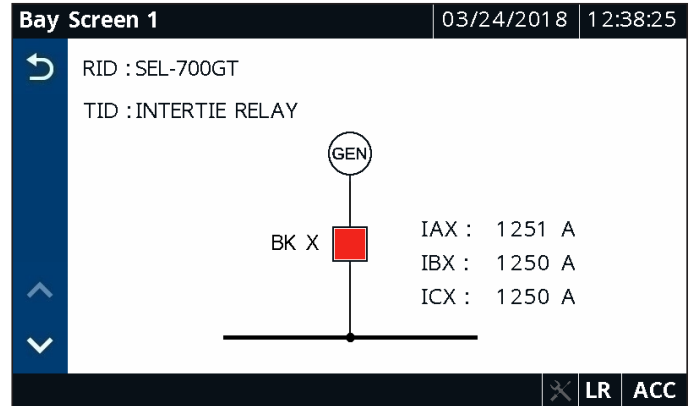 Bay Screen 1 03/24/2018 12:38:25
RID : SEL-700GT
TID : INTERTIE RELAY
GEN
BK X
IAX : 1251 A
IBX : 1250 A
ICX : 1250 A
LR ACC